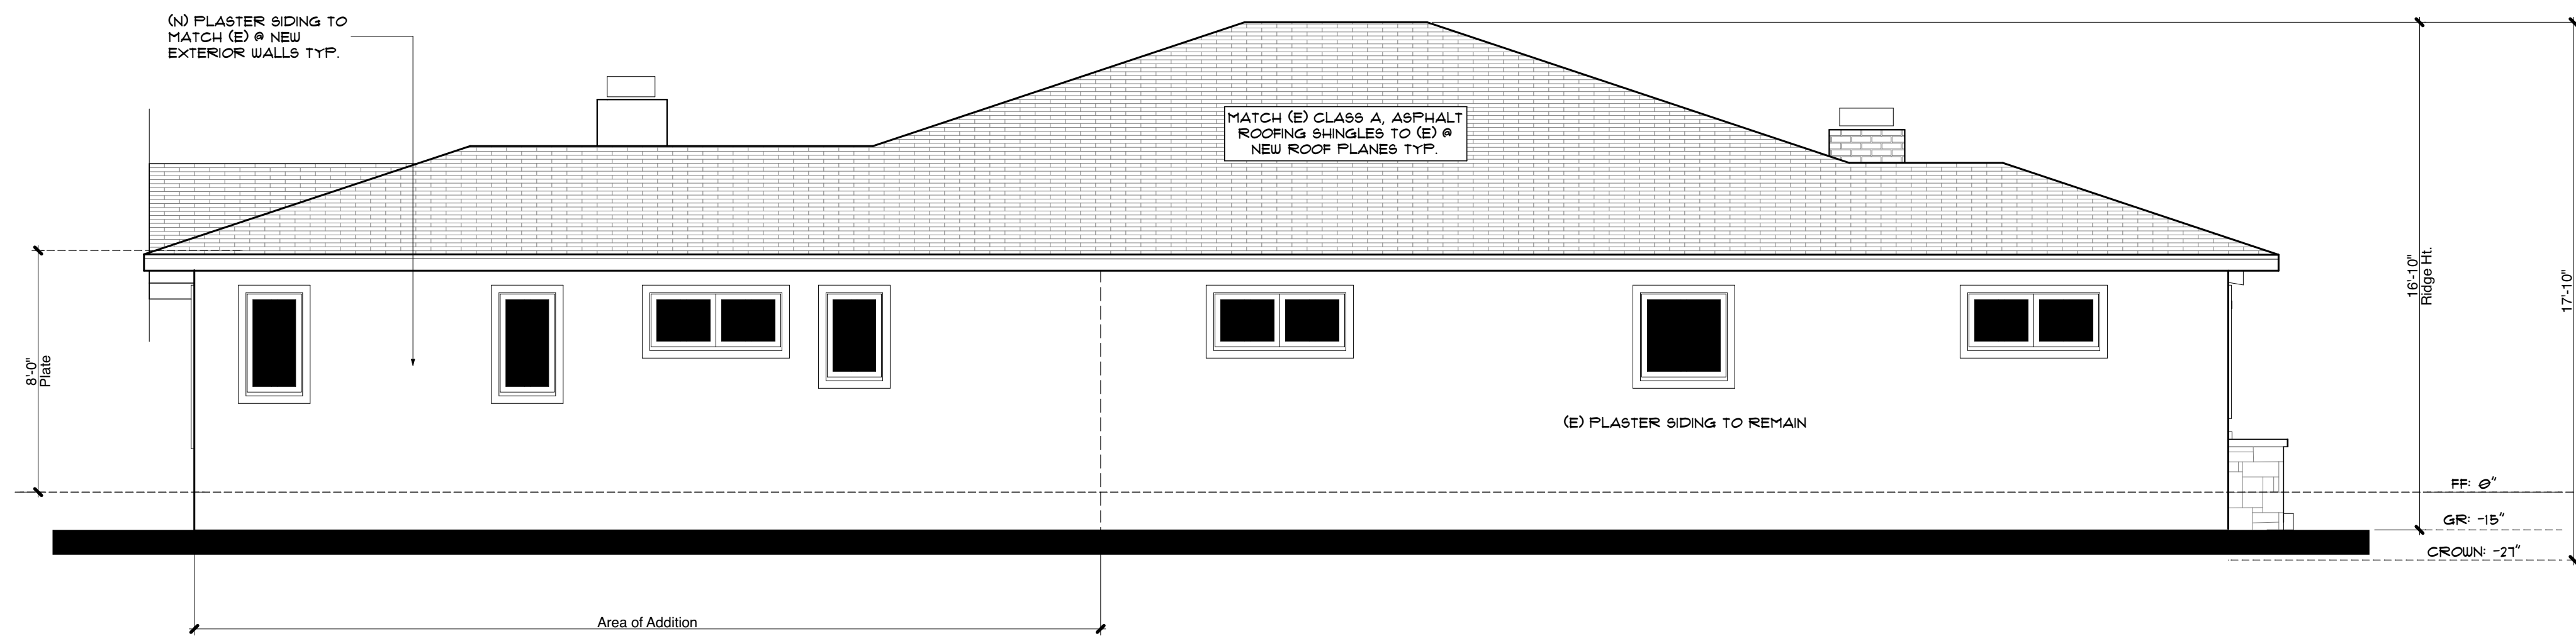 (N) PLASTER SIDING TO
MATCH (E) @ NEW
EXTERIOR WALLS TYP.
MATCH (E) CLASS A, ASPHALT
ROOFING SHINGLES TO (E) @
NEW ROOF PLANES TYP.
8'-0"
Plate
16'-10"
Ridge Ht.
17'-10"
(E) PLASTER SIDING TO REMAIN
FF: 0"
GR: -15"
CROWN: -27"
Area of Addition